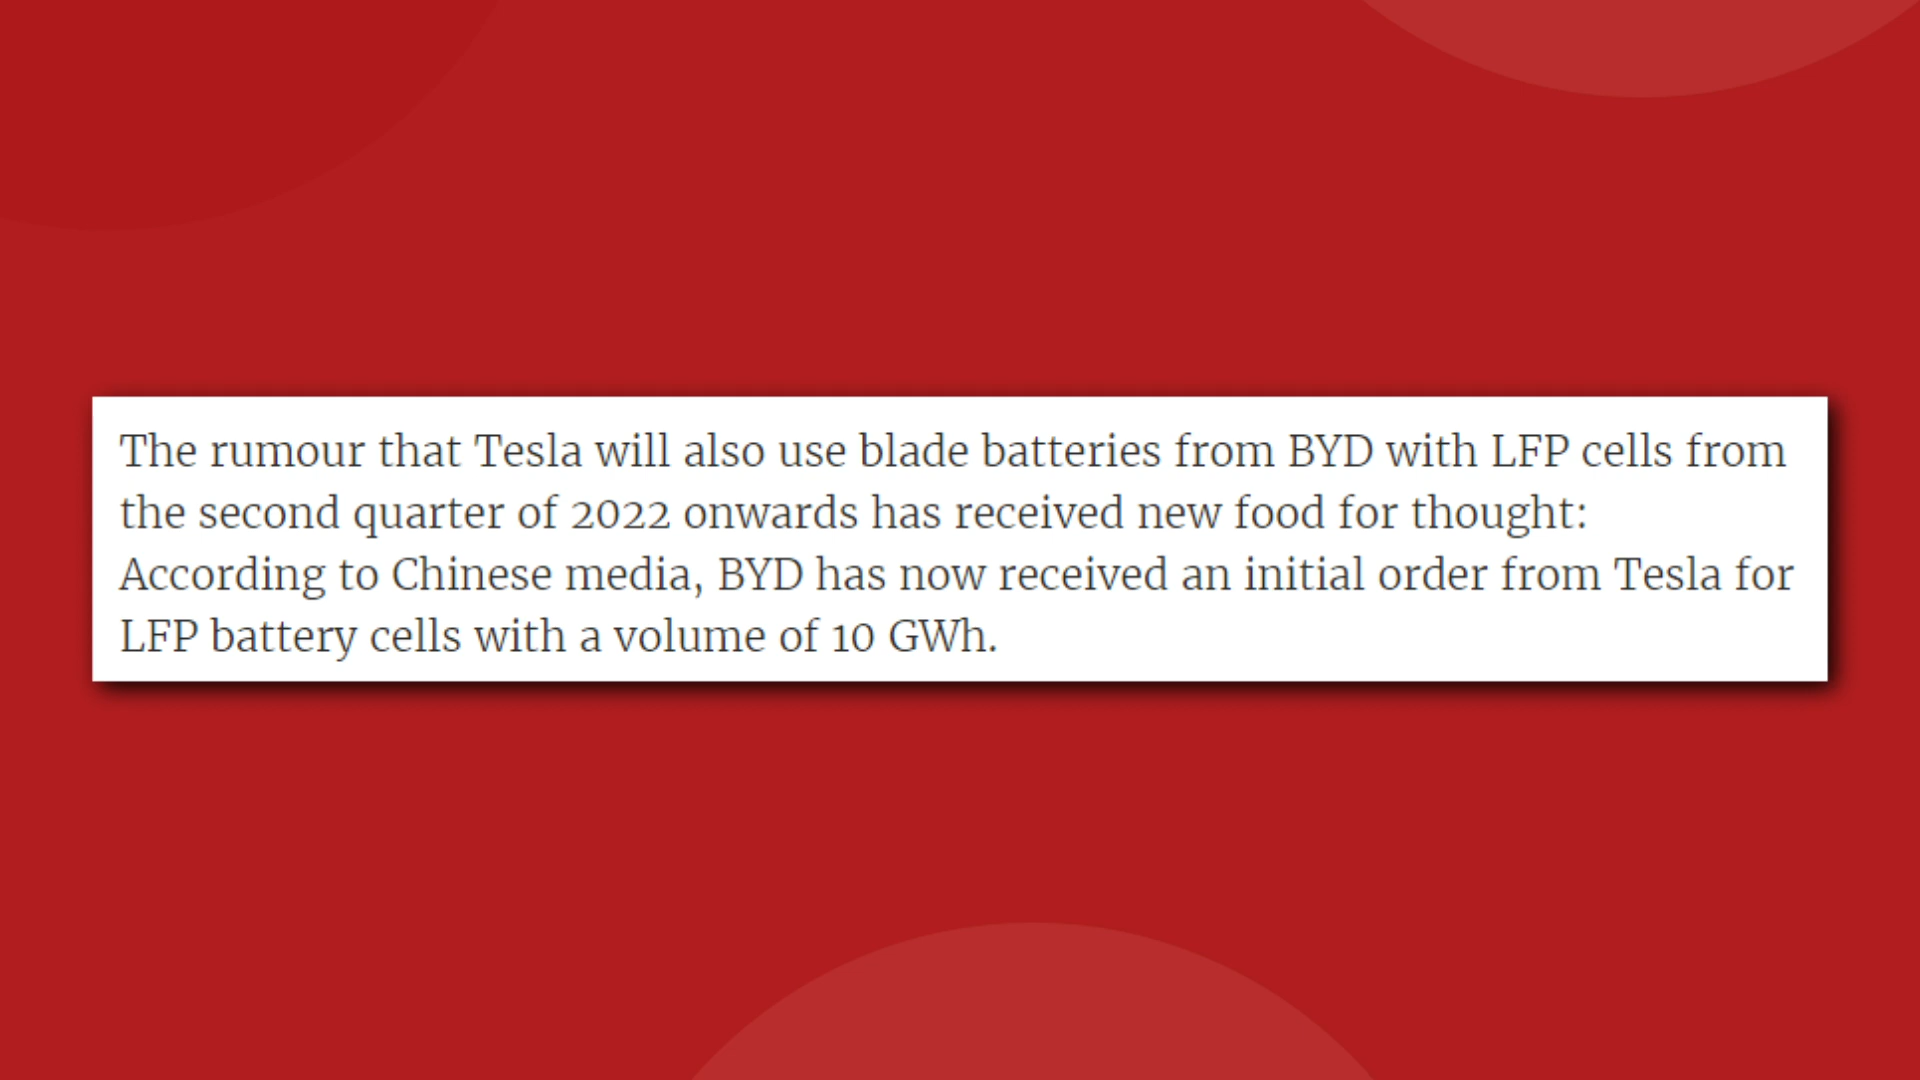 The rumour that Tesla will also use blade batteries from BYD with LFP cells from
the second quarter of 2022 onwards has received new food for thought:
According to Chinese media, BYD has now received an initial order from Tesla for
LFP battery cells with a volume of 10 GWh.